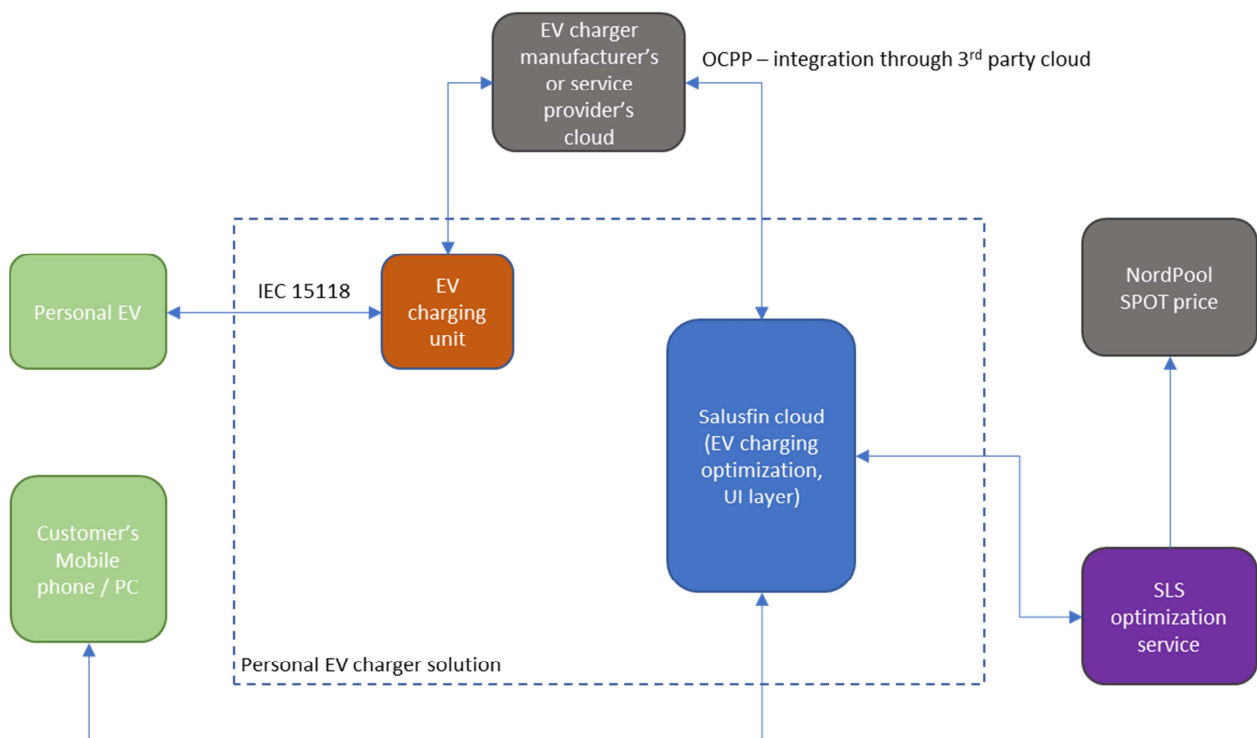 EV charger
manufacturer's
or service
provider's
cloud
OCPP – integration through 3rd party cloud
Personal EV
IEC 15118
EV
charging
unit
NordPool
SPOT price
Salusfin cloud
(EV charging
optimization,
UI layer)
Customer's
Mobile
phone / PC
SLS
optimization
service
Personal EV charger solution